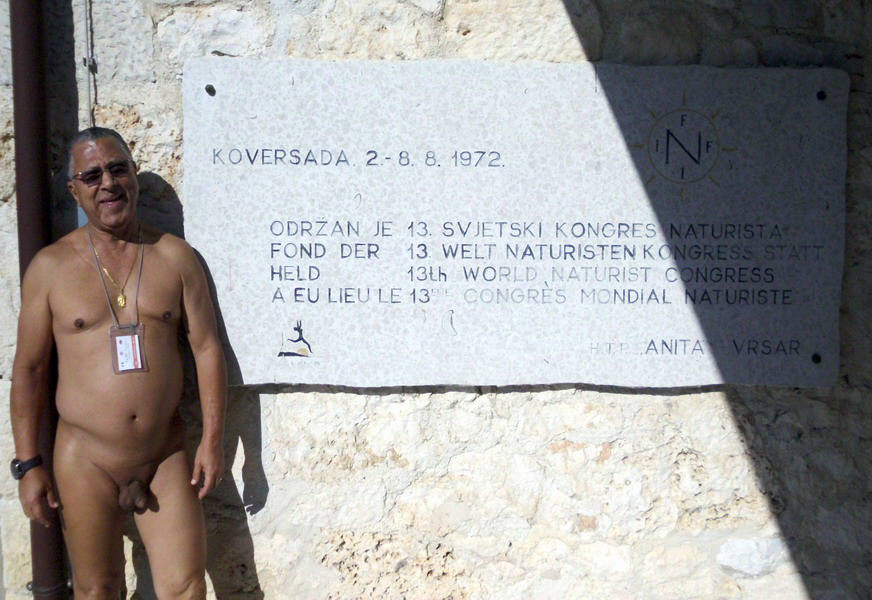 KOVERSADA. 2.-8. 8. 1972.
F
I N F
I
ODRŽAN JE 13. SVJETSKI KONGRES NATURISTA
FOND DER 13. WELT NATURISTEN KONGRESS STATT
HELD 13th WORLD NATURIST CONGRESS
A EU LIEU LE 13ME CONGRÈS MONDIAL NATURISTE
H.T.P. „ANITA" VRSAR